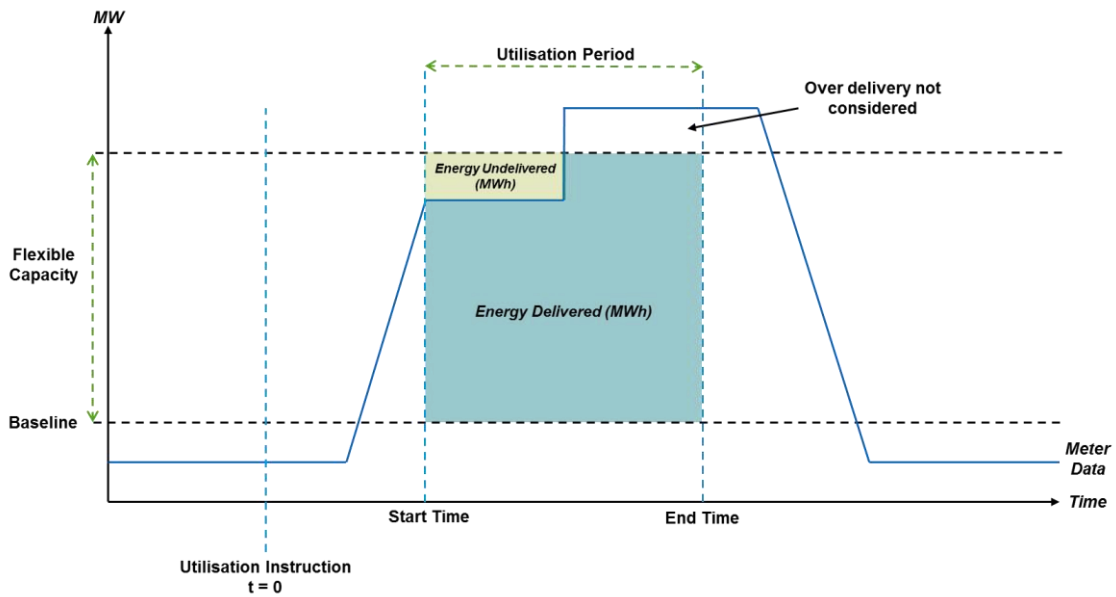 MW
Utilisation Period
Over delivery not
considered
Energy Undelivered
(MWh)
Flexible
Capacity
Energy Delivered (MWh)
Baseline
Meter
Data
Time
Start Time
End Time
Utilisation Instruction
t = 0